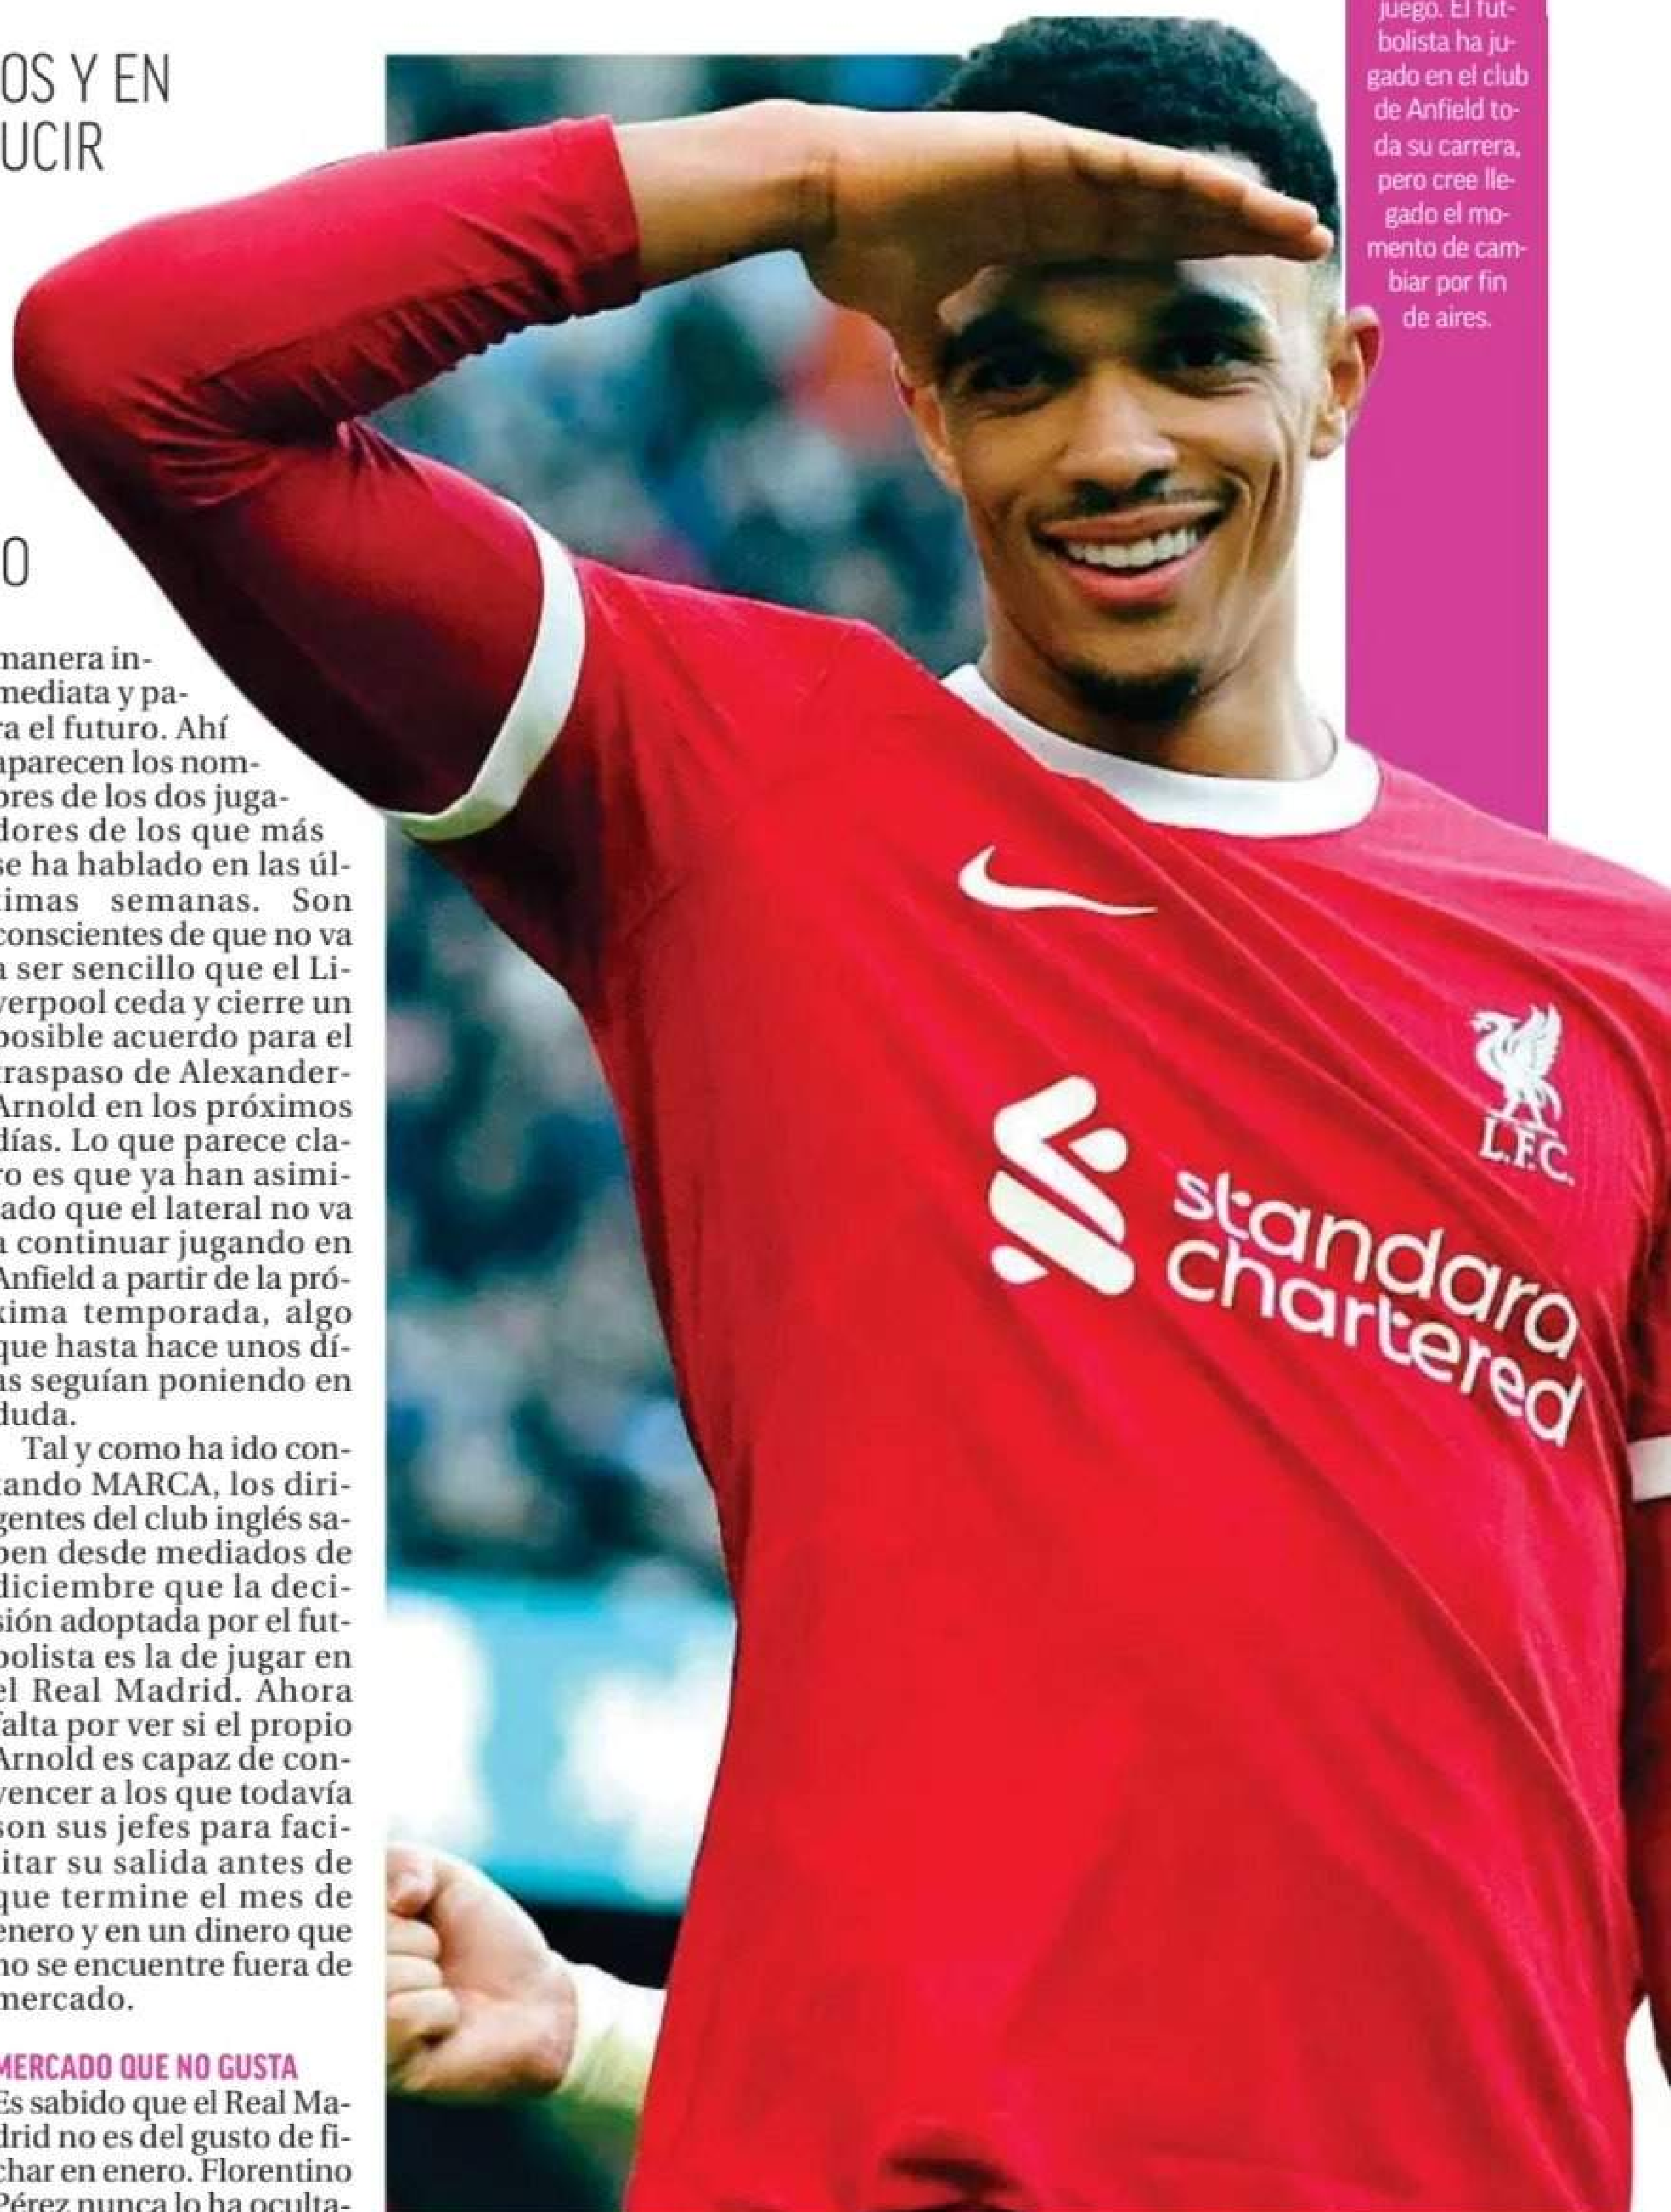 OS Y EN
UCIR
O
manera in-
mediata y pa-
ra el futuro. Ahí
aparecen los nom-
bres de los dos juga-
dores de los que más
se ha hablado en las úl-
timas semanas. Son
conscientes de que no va
a ser sencillo que el Li-
verpool ceda y cierre un
posible acuerdo para el
traspaso de Alexander-
Arnold en los próximos
días. Lo que parece cla-
ro es que ya han asimi-
lado que el lateral no va
a continuar jugando en
Anfield a partir de la pró-
xima temporada, algo
que hasta hace unos dí-
as seguían poniendo en
duda.
Tal y como ha ido con-
tando MARCA, los diri-
gentes del club inglés sa-
ben desde mediados de
diciembre que la deci-
sión adoptada por el fut-
bolista es la de jugar en
el Real Madrid. Ahora
falta por ver si el propio
Arnold es capaz de con-
vencer a los que todavía
son sus jefes para faci-
litar su salida antes de
que termine el mes de
enero y en un dinero que
no se encuentre fuera de
mercado.
MERCADO QUE NO GUSTA
Es sabido que el Real Ma-
drid no es del gusto de fi-
char en enero. Florentino
Pérez nunca lo ha oculta-
juego. El fut-
bolista ha ju-
gado en el club
de Anfield to-
da su carrera,
pero cree lle-
gado el mo-
mento de cam-
biar por fin
de aires.
L.F.C.
standard
chartered